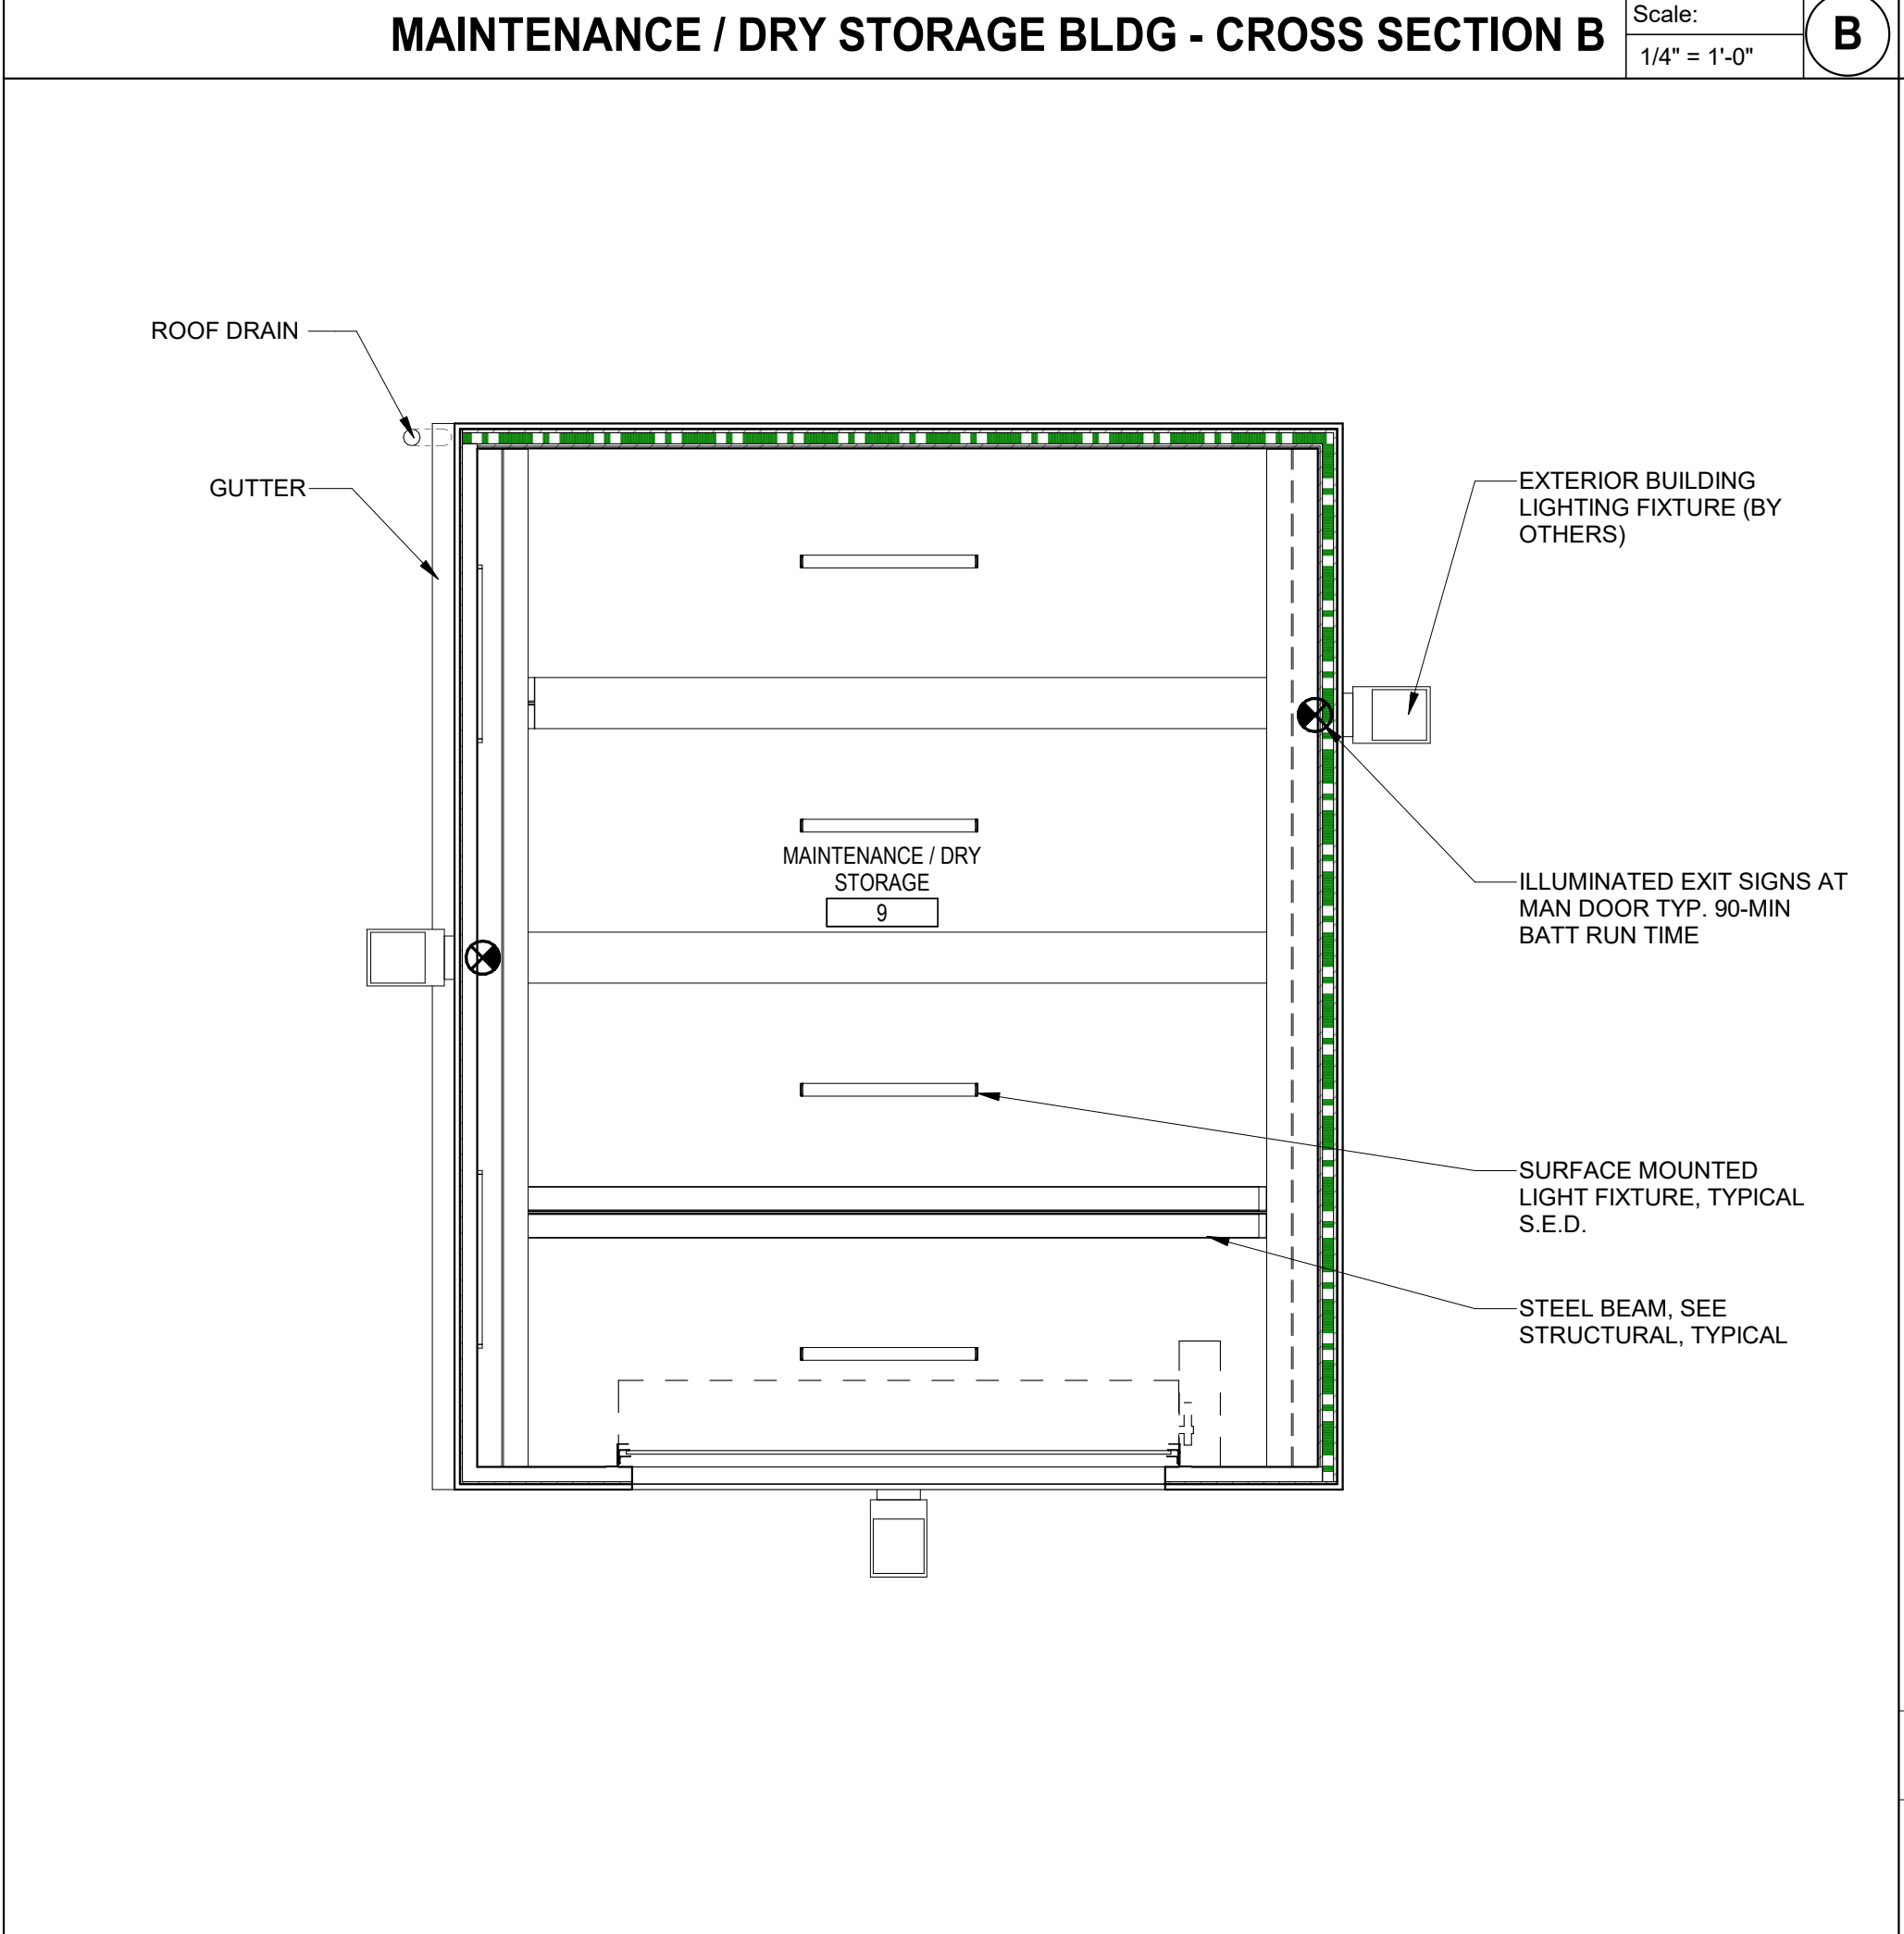 MAINTENANCE / DRY STORAGE BLDG - CROSS SECTION B
Scale:
1/4" = 1'-0"
B
ROOF DRAIN
GUTTER
EXTERIOR BUILDING
LIGHTING FIXTURE (BY
OTHERS)
MAINTENANCE / DRY
STORAGE
9
ILLUMINATED EXIT SIGNS AT
MAN DOOR TYP. 90-MIN
BATT RUN TIME
SURFACE MOUNTED
LIGHT FIXTURE, TYPICAL
S.E.D.
STEEL BEAM, SEE
STRUCTURAL, TYPICAL